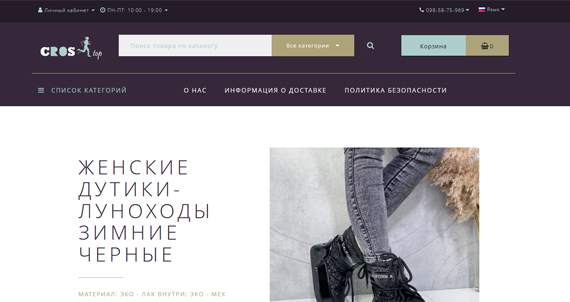 Личный кабинет ПН-ПТ: 10:00 - 19:00 098-58-75-969 Язык
CROS top
Поиск товара по каталогу Все категории Корзина 0
СПИСОК КАТЕГОРИЙ О НАС ИНФОРМАЦИЯ О ДОСТАВКЕ ПОЛИТИКА БЕЗОПАСНОСТИ
ЖЕНСКИЕ
ДУТИКИ-
ЛУНОХОДЫ
ЗИМНИЕ
ЧЕРНЫЕ
МАТЕРИАЛ: ЭКО - ЛАК ВНУТРИ: ЭКО - МЕХ